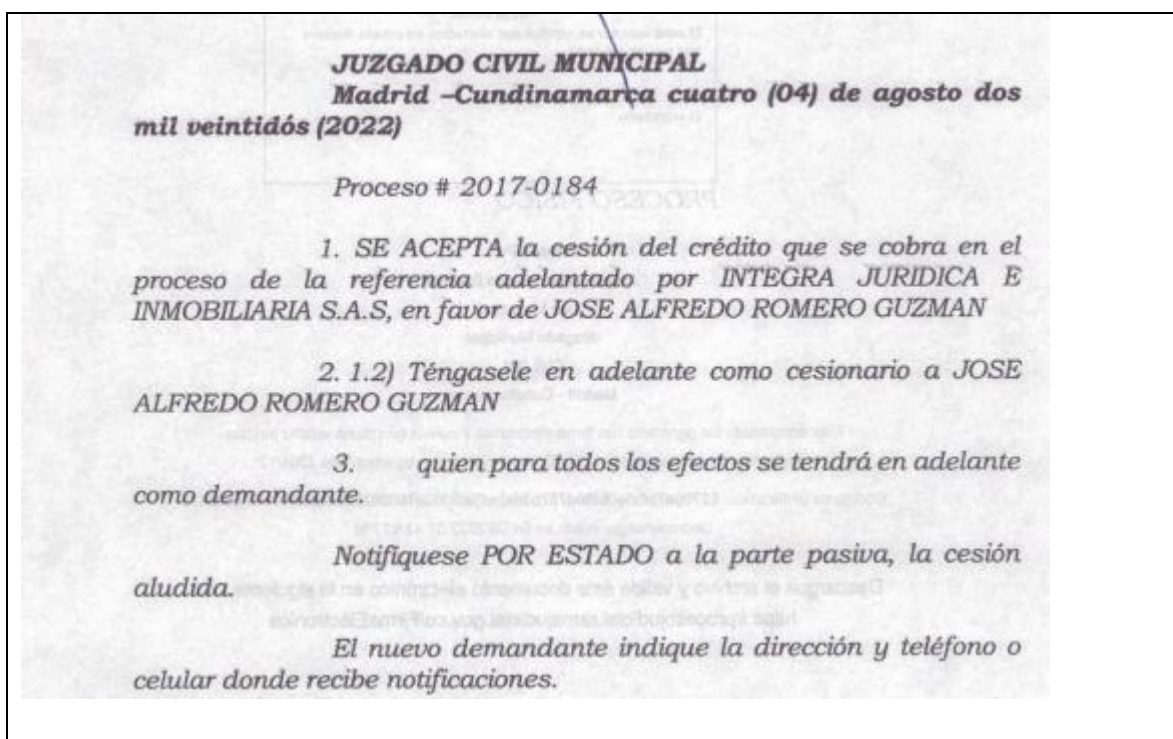 JUZGADO CIVIL MUNICIPAL
Madrid –Cundinamarca cuatro (04) de agosto dos
mil veintidós (2022)
Proceso # 2017-0184
1. SE ACEPTA la cesión del crédito que se cobra en el
proceso de la referencia adelantado por INTEGRA JURIDICA E
INMOBILIARIA S.A.S, en favor de JOSE ALFREDO ROMERO GUZMAN
2. 1.2) Téngasele en adelante como cesionario a JOSE
ALFREDO ROMERO GUZMAN
3. quien para todos los efectos se tendrá en adelante
como demandante.
Notifíquese POR ESTADO a la parte pasiva, la cesión
aludida.
El nuevo demandante indique la dirección y teléfono o
celular donde recibe notificaciones.